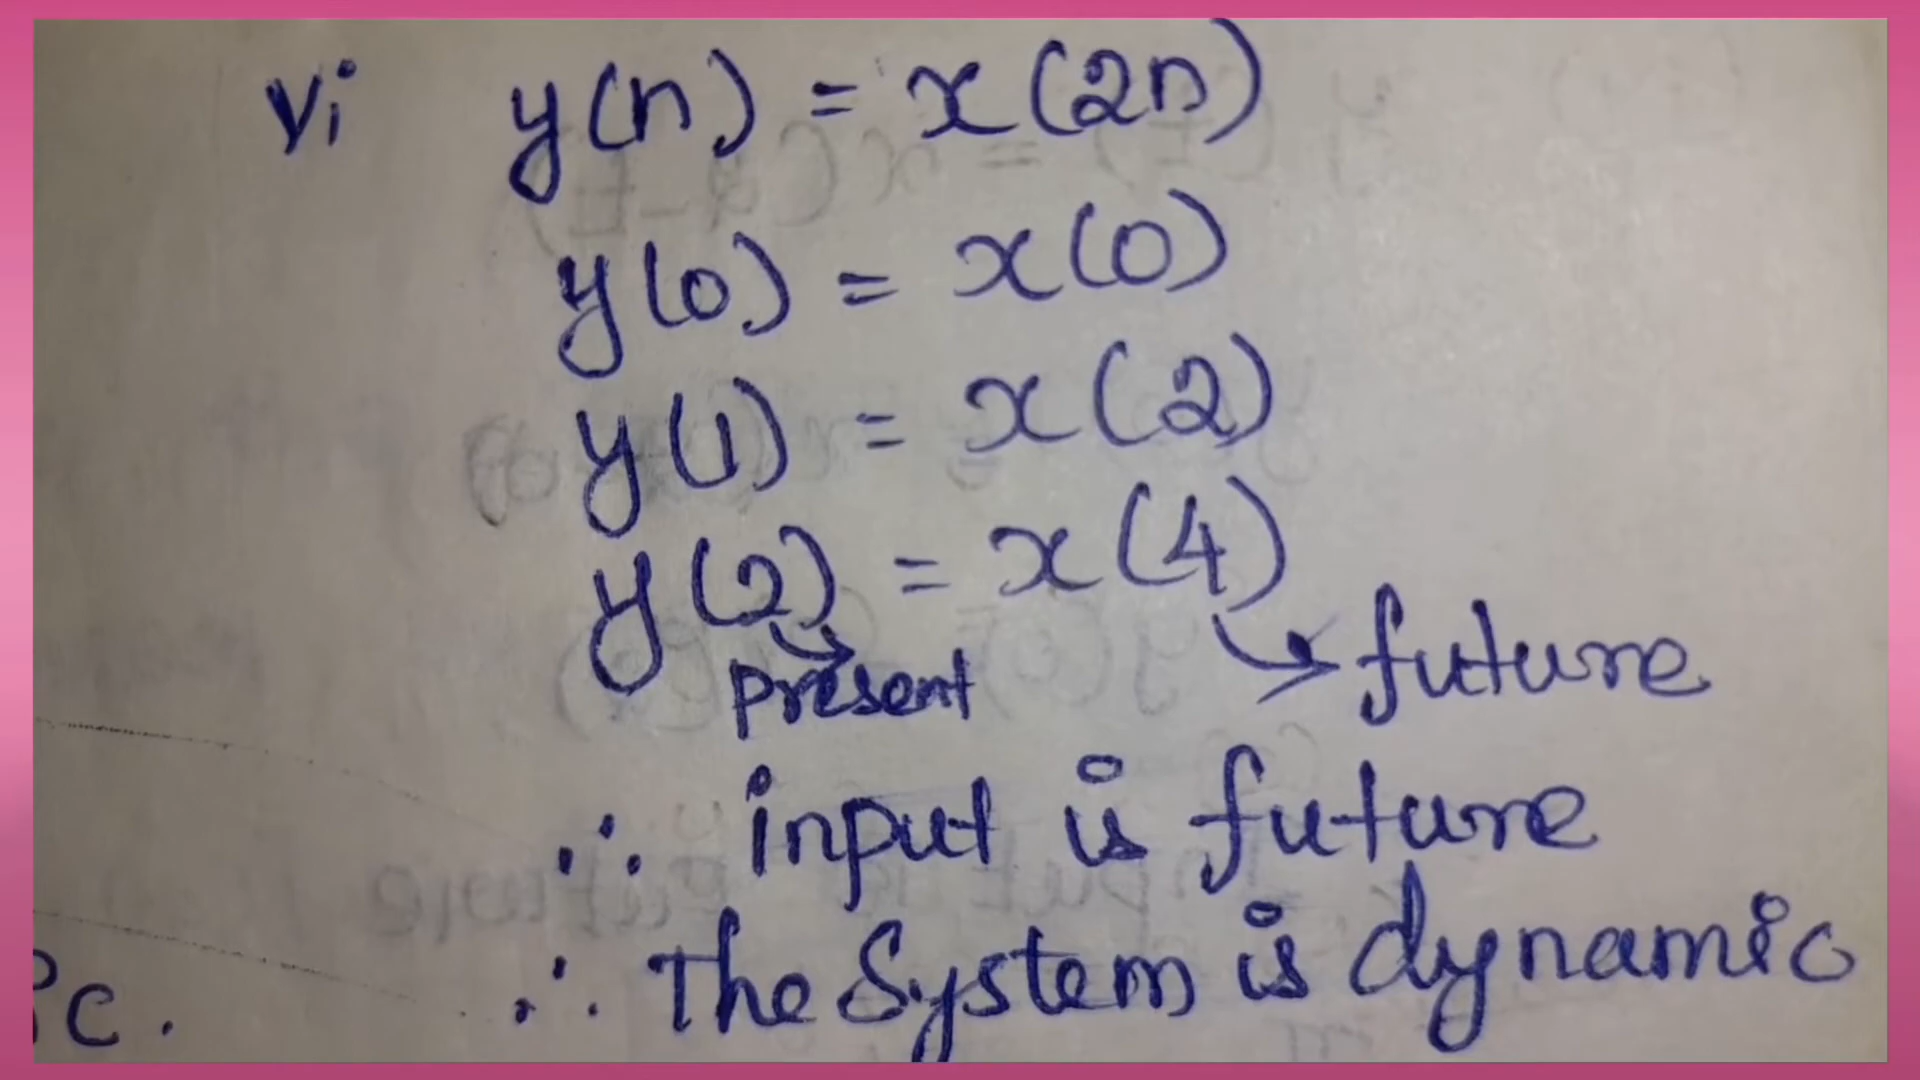 vi y(n) = x(2n)
y(0) = x(0)
y(1) = x(2)
y(2) = x(4)
present → future
∴ input is future
c. ∴ The System is dynamic